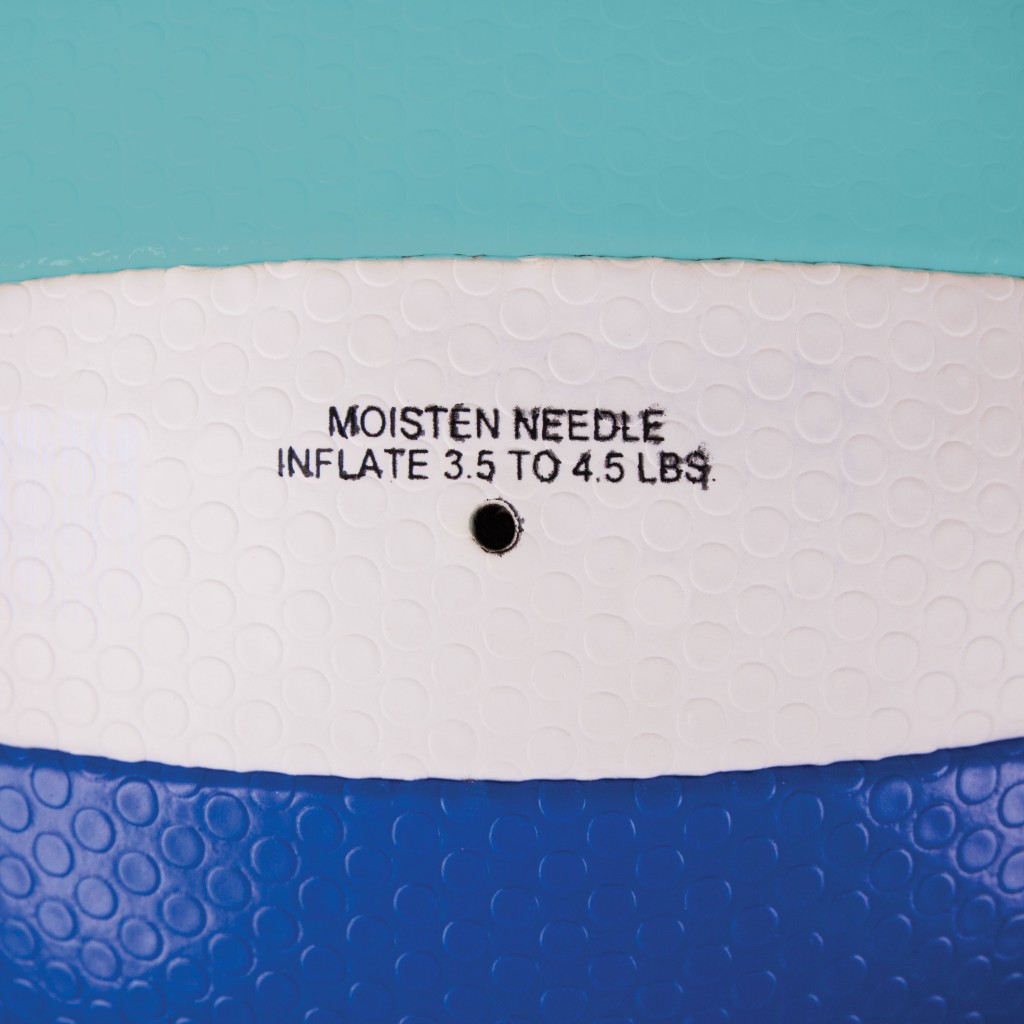 MOISTEN NEEDLE
INFLATE 3.5 TO 4.5 LBS.